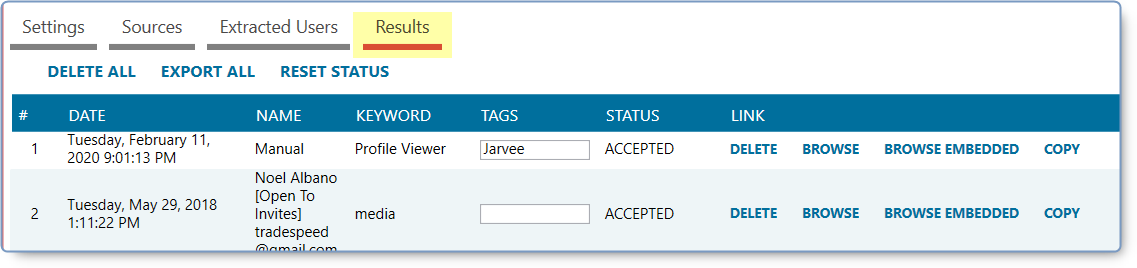 Settings Sources Extracted Users Results
DELETE ALL EXPORT ALL RESET STATUS
# DATE NAME KEYWORD TAGS STATUS LINK
1 Tuesday, February 11, 2020 9:01:13 PM Manual Profile Viewer Jarvee ACCEPTED DELETE BROWSE BROWSE EMBEDDED COPY
2 Tuesday, May 29, 2018 1:11:22 PM Noel Albano [Open To Invites] tradespeed @gmail.com media ACCEPTED DELETE BROWSE BROWSE EMBEDDED COPY